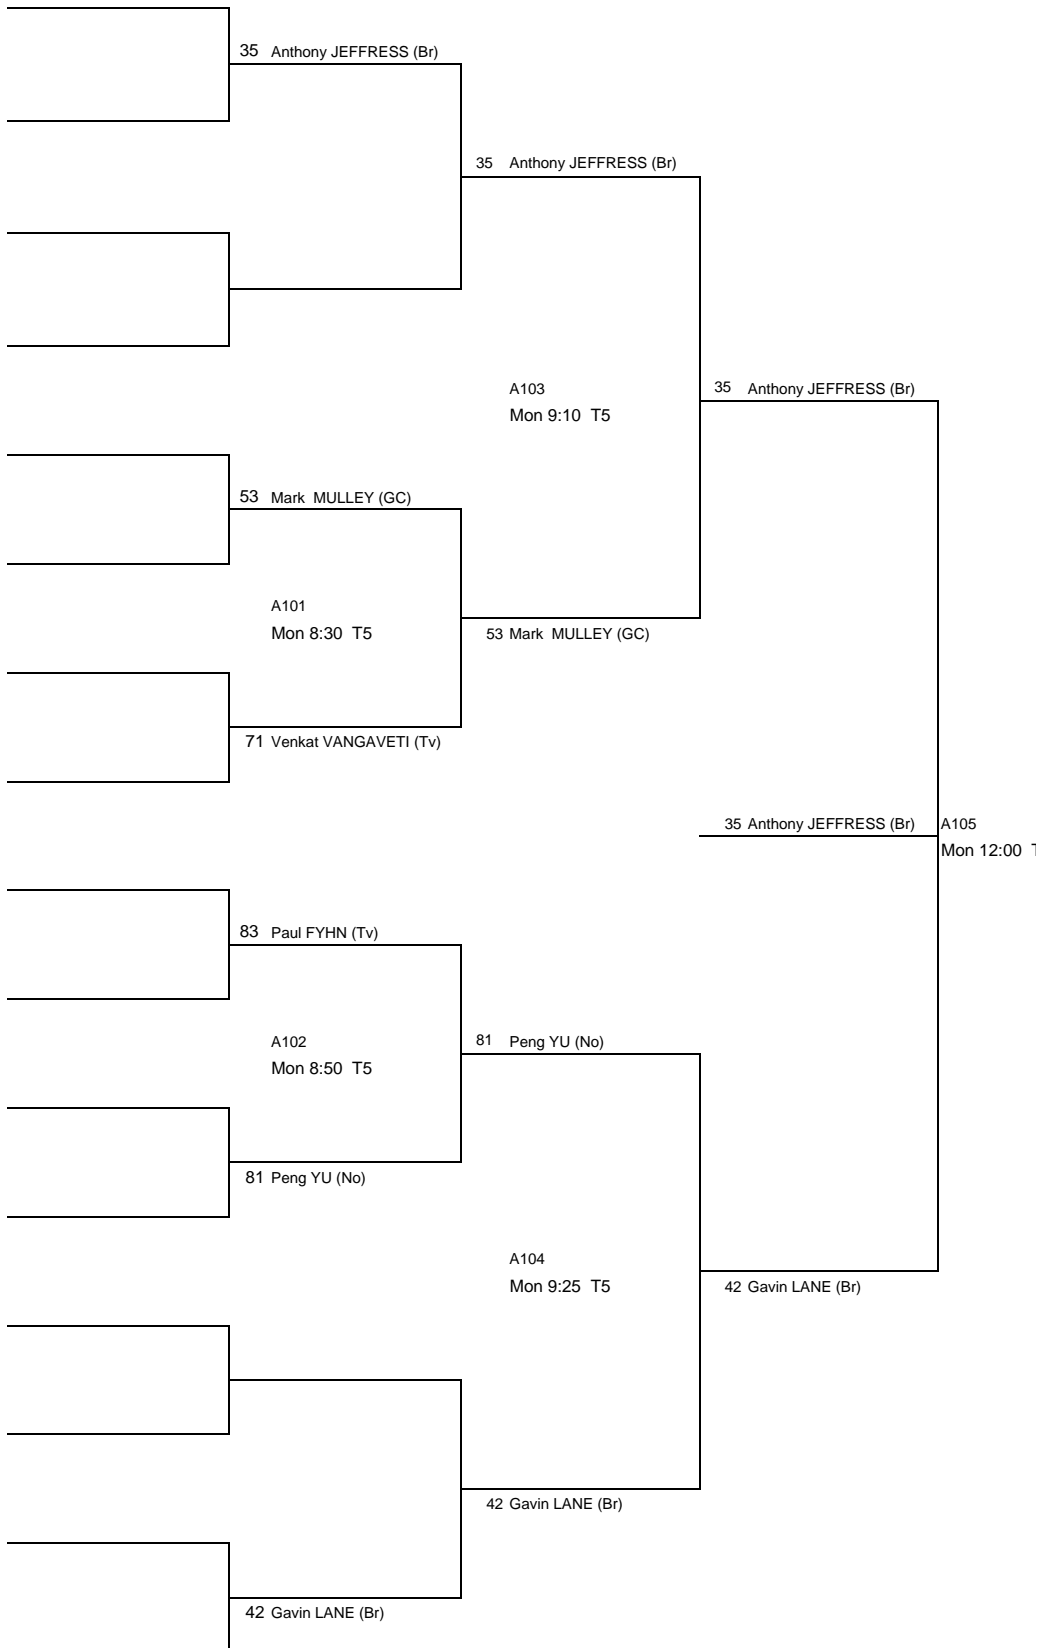 35 Anthony JEFFRESS (Br)
35 Anthony JEFFRESS (Br)
A103
35 Anthony JEFFRESS (Br)
Mon 9:10 T5
53 Mark MULLEY (GC)
A101
Mon 8:30 T5
53 Mark MULLEY (GC)
71 Venkat VANGAVETI (Tv)
35 Anthony JEFFRESS (Br)
A105
Mon 12:00
83 Paul FYHN (Tv)
A102
81 Peng YU (No)
Mon 8:50 T5
81 Peng YU (No)
A104
Mon 9:25 T5
42 Gavin LANE (Br)
42 Gavin LANE (Br)
42 Gavin LANE (Br)